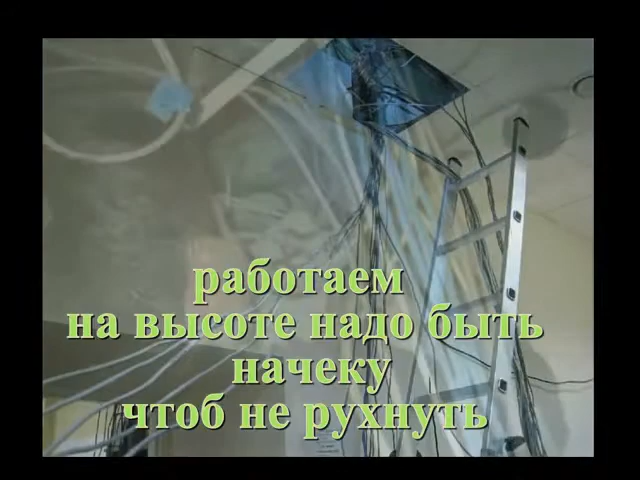 работаем
на высоте надо быть
начеку
чтоб не рухнуть